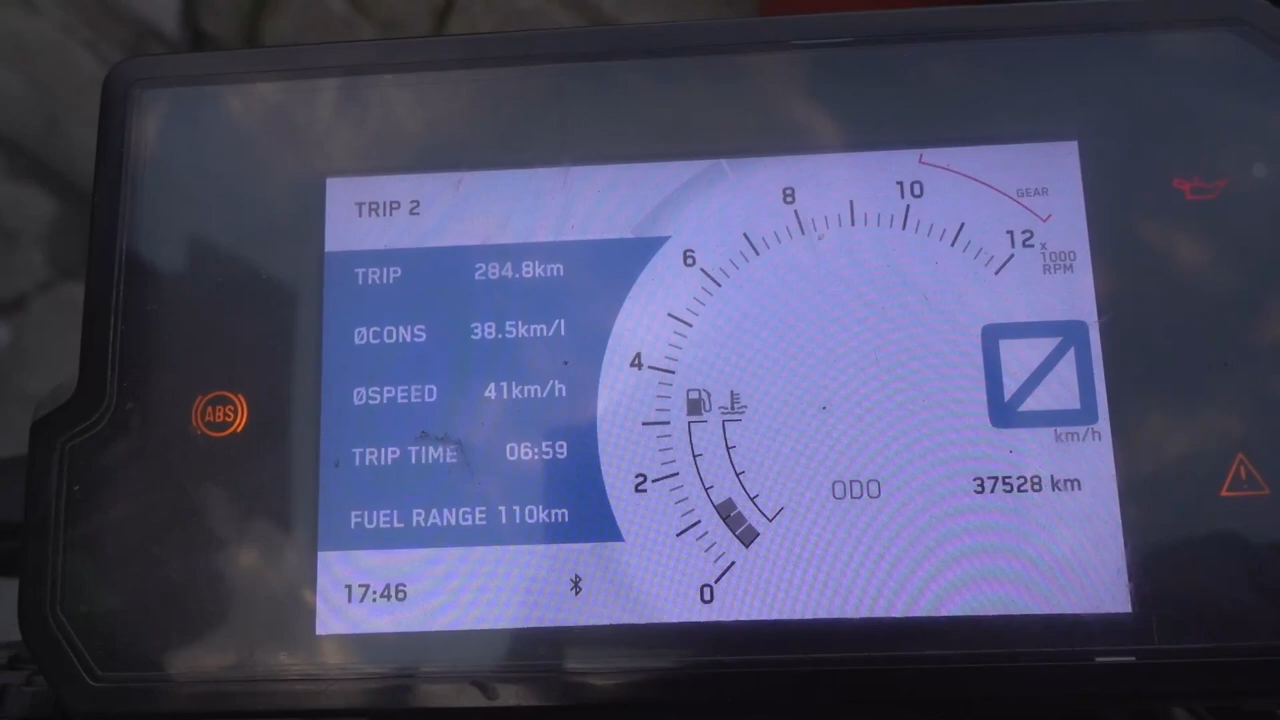 TRIP 2
TRIP 284.8km
ØCONS 38.5km/l
ØSPEED 41km/h
TRIP TIME 06:59
FUEL RANGE 110km
17:46
ABS
0
2
4
6
8
10
12
x
1000
RPM
GEAR
km/h
ODO 37528 km